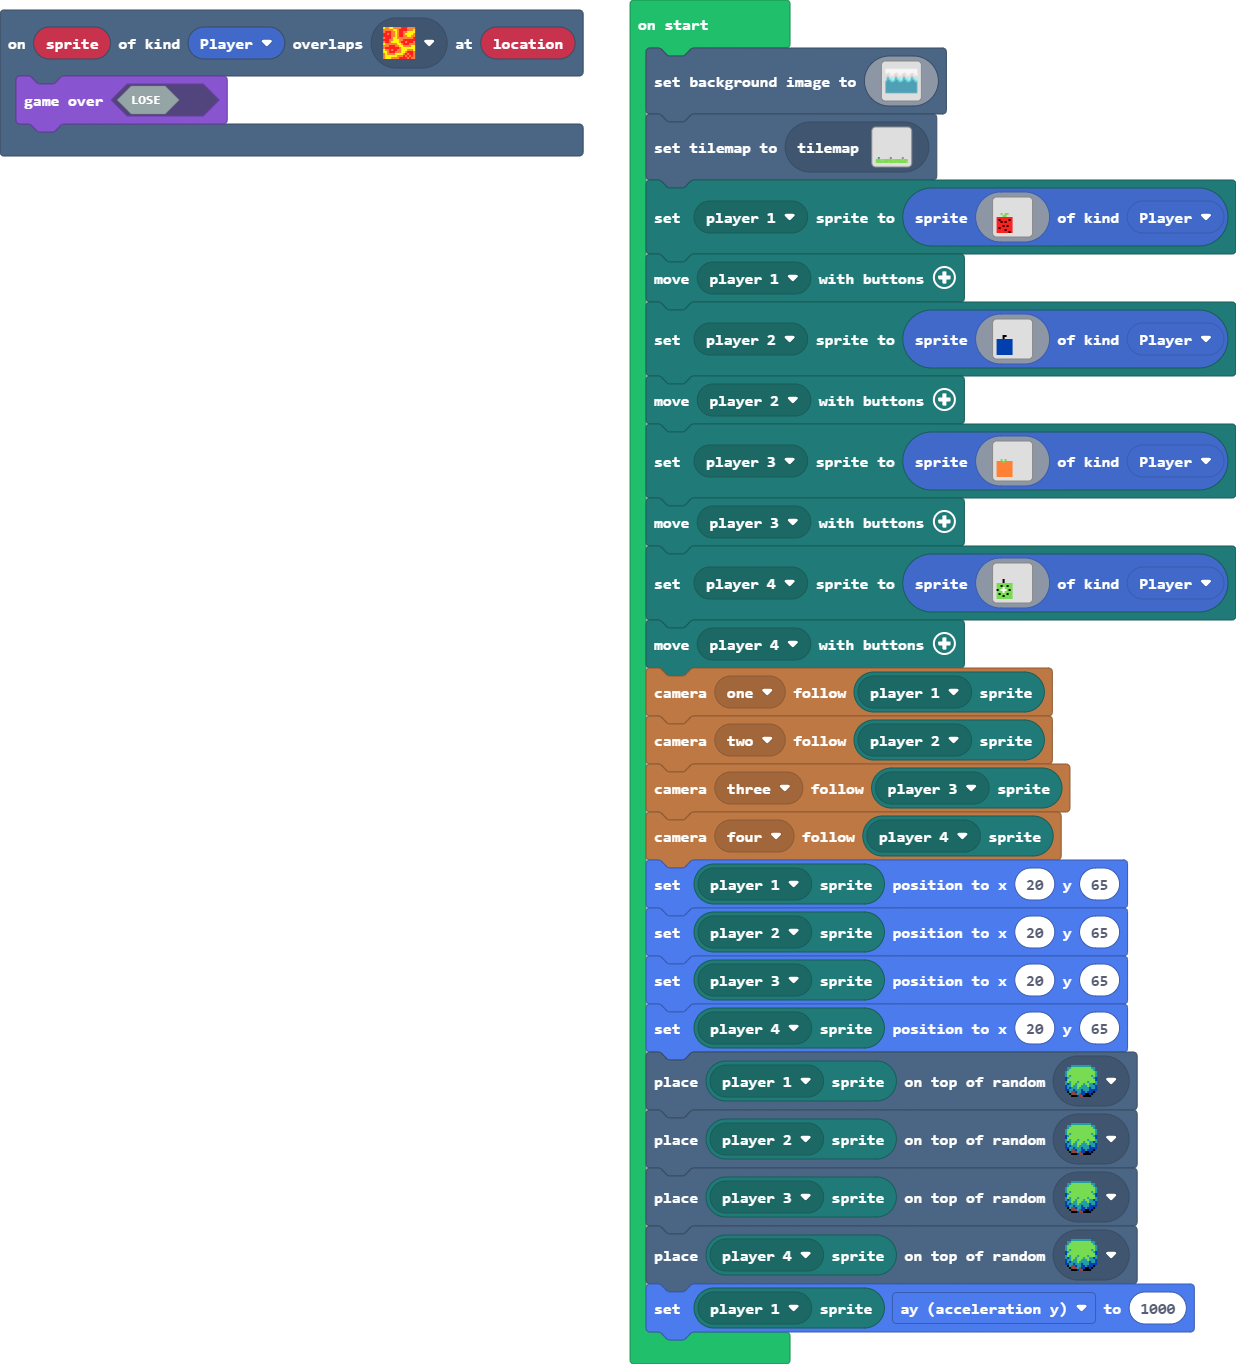 on sprite of kind Player overlaps at location
game over LOSE
on start
set background image to
set tilemap to tilemap
set player 1 sprite to sprite of kind Player
move player 1 with buttons
set player 2 sprite to sprite of kind Player
move player 2 with buttons
set player 3 sprite to sprite of kind Player
move player 3 with buttons
set player 4 sprite to sprite of kind Player
move player 4 with buttons
camera one follow player 1 sprite
camera two follow player 2 sprite
camera three follow player 3 sprite
camera four follow player 4 sprite
set player 1 sprite position to x 20 y 65
set player 2 sprite position to x 20 y 65
set player 3 sprite position to x 20 y 65
set player 4 sprite position to x 20 y 65
place player 1 sprite on top of random
place player 2 sprite on top of random
place player 3 sprite on top of random
place player 4 sprite on top of random
set player 1 sprite ay (acceleration y) to 1000